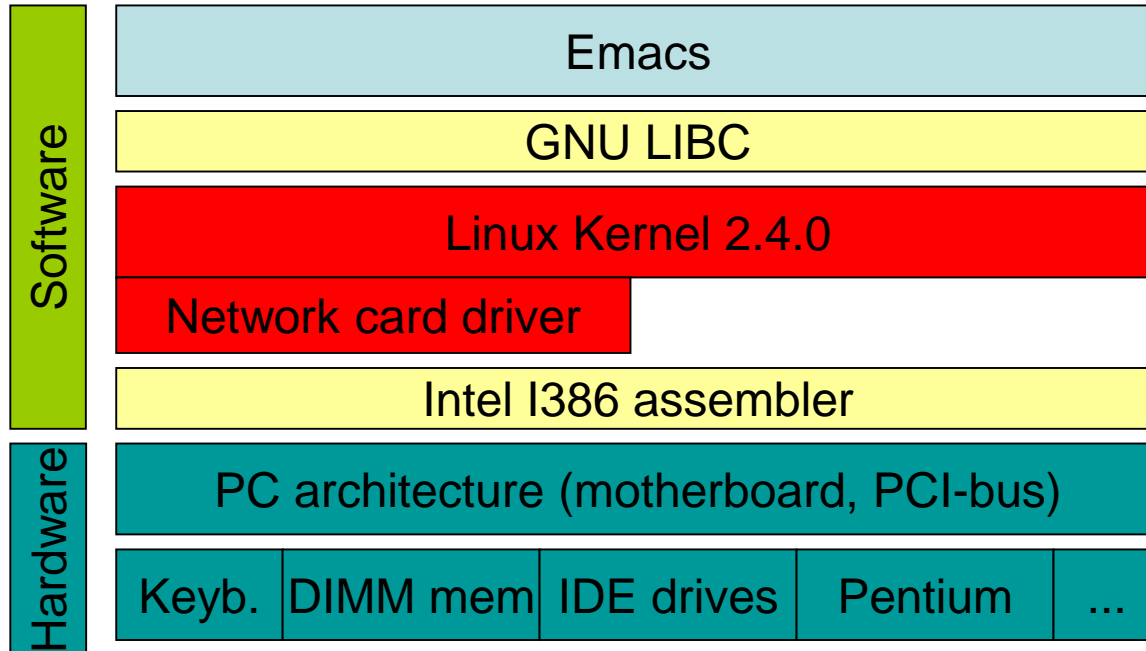 Software
Emacs
GNU LIBC
Linux Kernel 2.4.0
Network card driver
Intel I386 assembler
Hardware
PC architecture (motherboard, PCI-bus)
Keyb. DIMM mem IDE drives Pentium ...